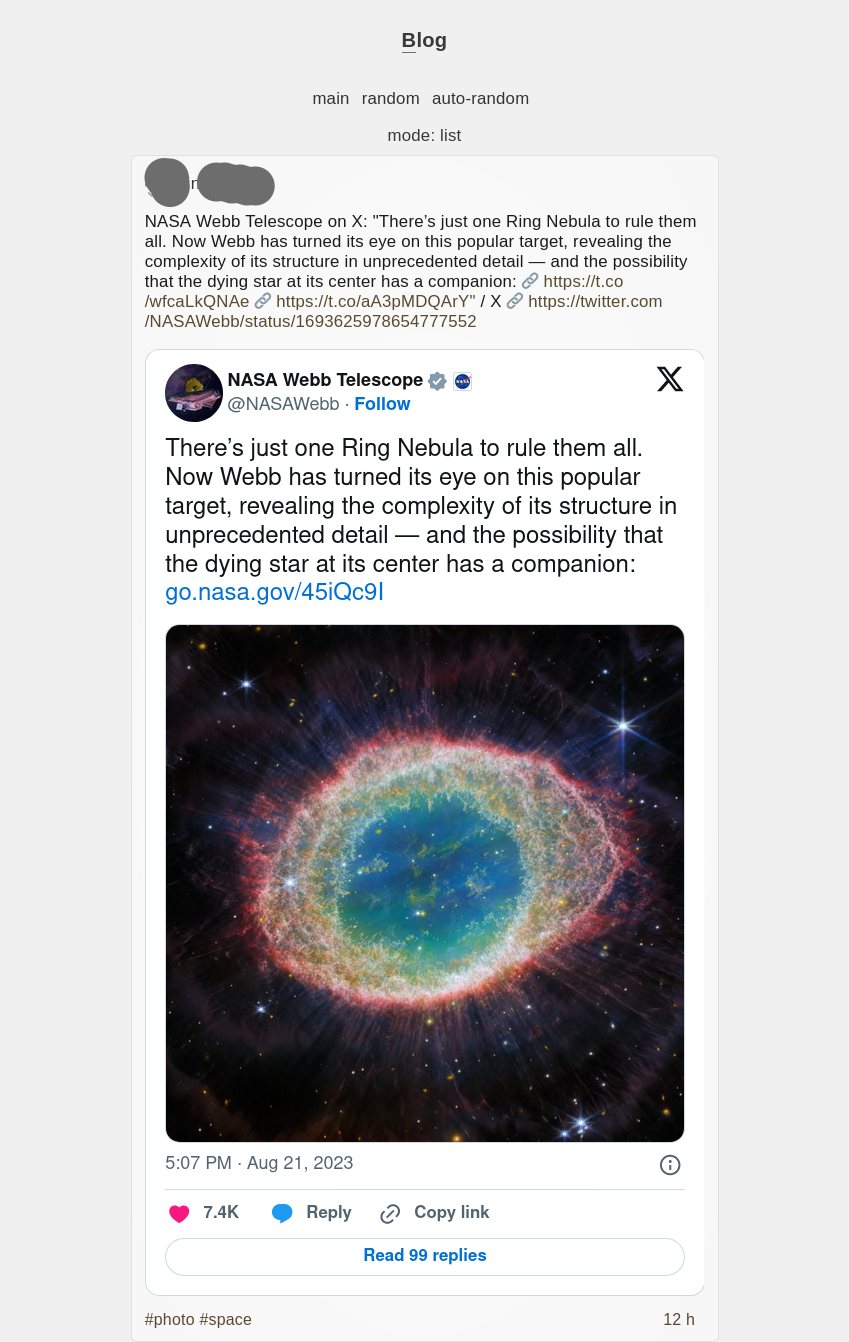 Blog
main random auto-random
mode: list
NASA Webb Telescope on X: "There’s just one Ring Nebula to rule them
all. Now Webb has turned its eye on this popular target, revealing the
complexity of its structure in unprecedented detail — and the possibility
that the dying star at its center has a companion: 🔗 https://t.co
/wfcaLkQNAe 🔗 https://t.co/aA3pMDQArY" / X 🔗 https://twitter.com
/NASAWebb/status/1693625978654777552
NASA Webb Telescope
@NASAWebb · Follow
There’s just one Ring Nebula to rule them all.
Now Webb has turned its eye on this popular
target, revealing the complexity of its structure in
unprecedented detail — and the possibility that
the dying star at its center has a companion:
go.nasa.gov/45iQc9I
5:07 PM · Aug 21, 2023
7.4K Reply Copy link
Read 99 replies
#photo #space 12 h